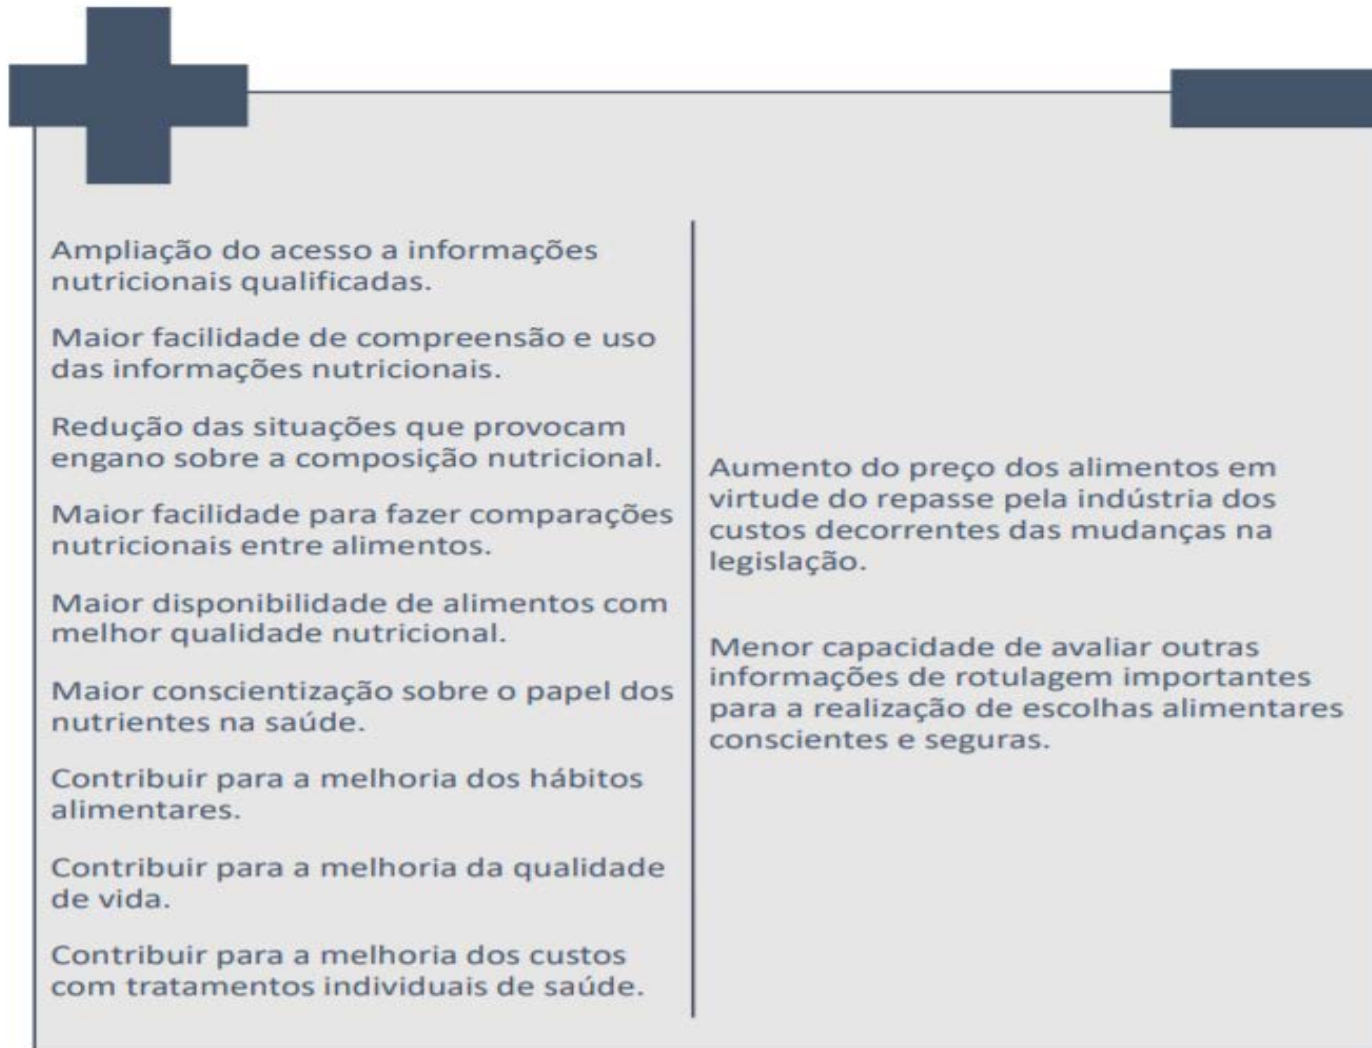 Ampliação do acesso a informações
nutricionais qualificadas.
Maior facilidade de compreensão e uso
das informações nutricionais.
Redução das situações que provocam
engano sobre a composição nutricional.
Maior facilidade para fazer comparações
nutricionais entre alimentos.
Maior disponibilidade de alimentos com
melhor qualidade nutricional.
Maior conscientização sobre o papel dos
nutrientes na saúde.
Contribuir para a melhoria dos hábitos
alimentares.
Contribuir para a melhoria da qualidade
de vida.
Contribuir para a melhoria dos custos
com tratamentos individuais de saúde.
Aumento do preço dos alimentos em
virtude do repasse pela indústria dos
custos decorrentes das mudanças na
legislação.
Menor capacidade de avaliar outras
informações de rotulagem importantes
para a realização de escolhas alimentares
conscientes e seguras.